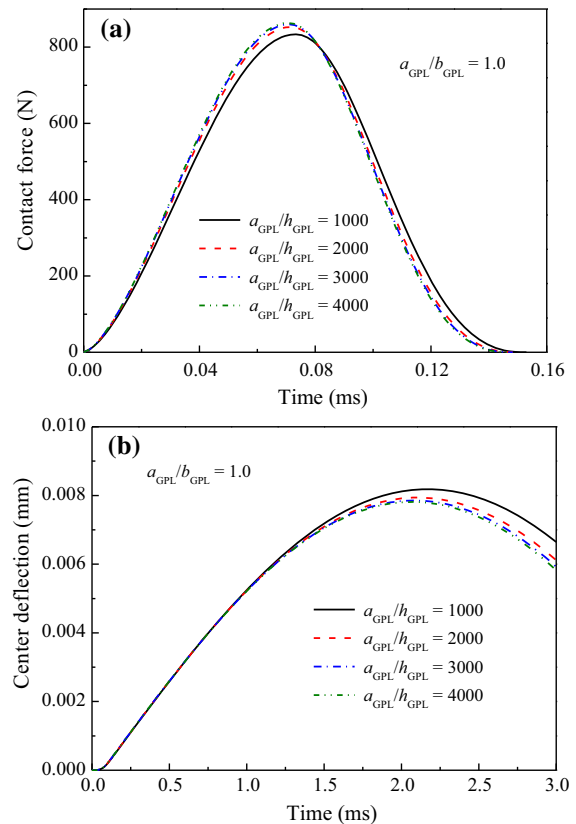 (a)
a_GPL/b_GPL = 1.0
Contact force (N)
800
600
400
200
0
a_GPL/h_GPL = 1000
a_GPL/h_GPL = 2000
a_GPL/h_GPL = 3000
a_GPL/h_GPL = 4000
0.00 0.04 0.08 0.12 0.16
Time (ms)
(b)
a_GPL/b_GPL = 1.0
Center deflection (mm)
0.010
0.008
0.006
0.004
0.002
0.000
a_GPL/h_GPL = 1000
a_GPL/h_GPL = 2000
a_GPL/h_GPL = 3000
a_GPL/h_GPL = 4000
0.0 0.5 1.0 1.5 2.0 2.5 3.0
Time (ms)